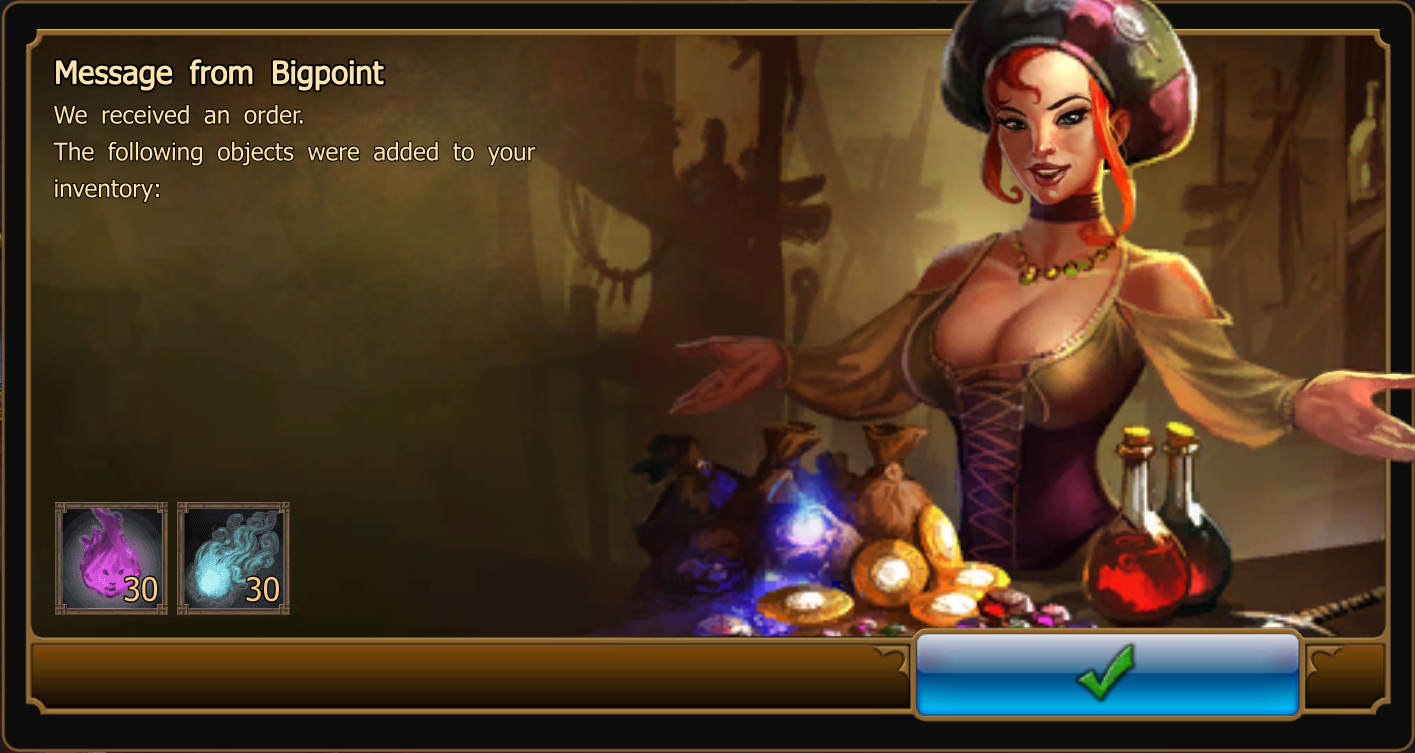 Message from Bigpoint
We received an order.
The following objects were added to your
inventory:
30
30